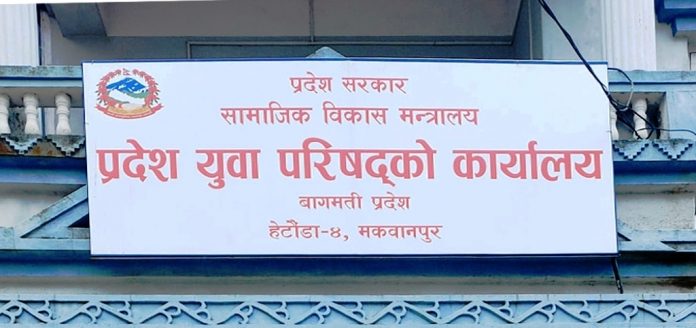 प्रदेश सरकार
सामाजिक विकास मन्त्रालय
प्रदेश युवा परिषद्को कार्यालय
बागमती प्रदेश
हेटौंडा-४, मकवानपुर